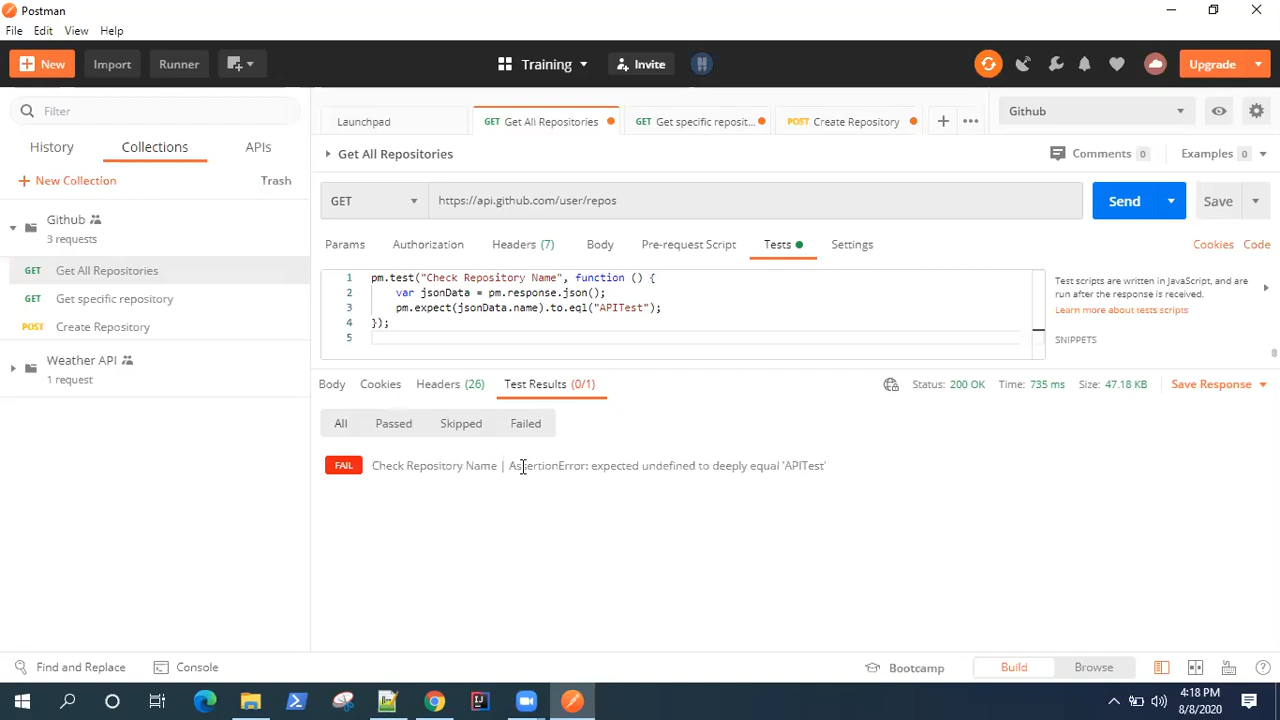 Postman
File Edit View Help
New Import Runner Training Invite Upgrade
Filter
History Collections APIs
New Collection Trash
Github
3 requests
GET Get All Repositories
GET Get specific repository
POST Create Repository
Weather API
1 request
Launchpad GET Get All Repositories GET Get specific reposit... POST Create Repository Github
Get All Repositories Comments 0 Examples 0
GET https://api.github.com/user/repos Send Save
Params Authorization Headers (7) Body Pre-request Script Tests Settings Cookies Code
1 pm.test("Check Repository Name", function () {
2 var jsonData = pm.response.json();
3 pm.expect(jsonData.name).to.eql("APITest");
4 });
5
Test scripts are written in JavaScript, and are
run after the response is received.
Learn more about tests scripts
SNIPPETS
Body Cookies Headers (26) Test Results (0/1) Status: 200 OK Time: 735 ms Size: 47.18 KB Save Response
All Passed Skipped Failed
FAIL Check Repository Name | AssertionError: expected undefined to deeply equal 'APITest'
Find and Replace Console Bootcamp Build Browse
4:18 PM
8/8/2020